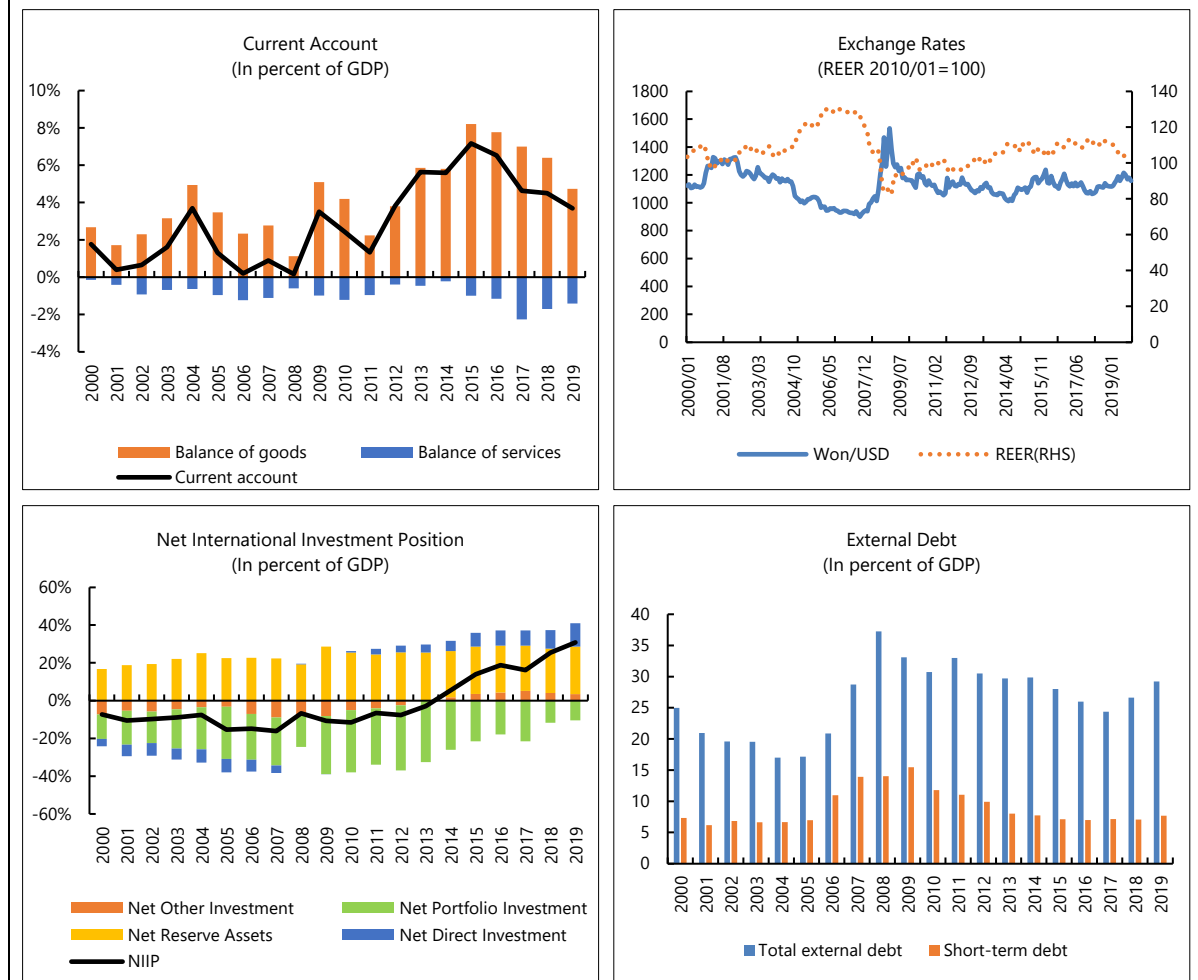 Current Account
(In percent of GDP)
10%
8%
6%
4%
2%
0%
-2%
-4%
2000 2001 2002 2003 2004 2005 2006 2007 2008 2009 2010 2011 2012 2013 2014 2015 2016 2017 2018 2019
Balance of goods Balance of services
Current account
Exchange Rates
(REER 2010/01=100)
1800 140
1600 120
1400 100
1200 80
1000 60
800 40
600 20
400 0
200
0
2000/01 2001/08 2003/03 2004/10 2006/05 2007/12 2009/07 2011/02 2012/09 2014/04 2015/11 2017/06 2019/01
Won/USD REER(RHS)
Net International Investment Position
(In percent of GDP)
60%
40%
20%
0%
-20%
-40%
-60%
2000 2001 2002 2003 2004 2005 2006 2007 2008 2009 2010 2011 2012 2013 2014 2015 2016 2017 2018 2019
Net Other Investment Net Portfolio Investment
Net Reserve Assets Net Direct Investment
NIIP
External Debt
(In percent of GDP)
40
35
30
25
20
15
10
5
0
2000 2001 2002 2003 2004 2005 2006 2007 2008 2009 2010 2011 2012 2013 2014 2015 2016 2017 2018 2019
Total external debt Short-term debt